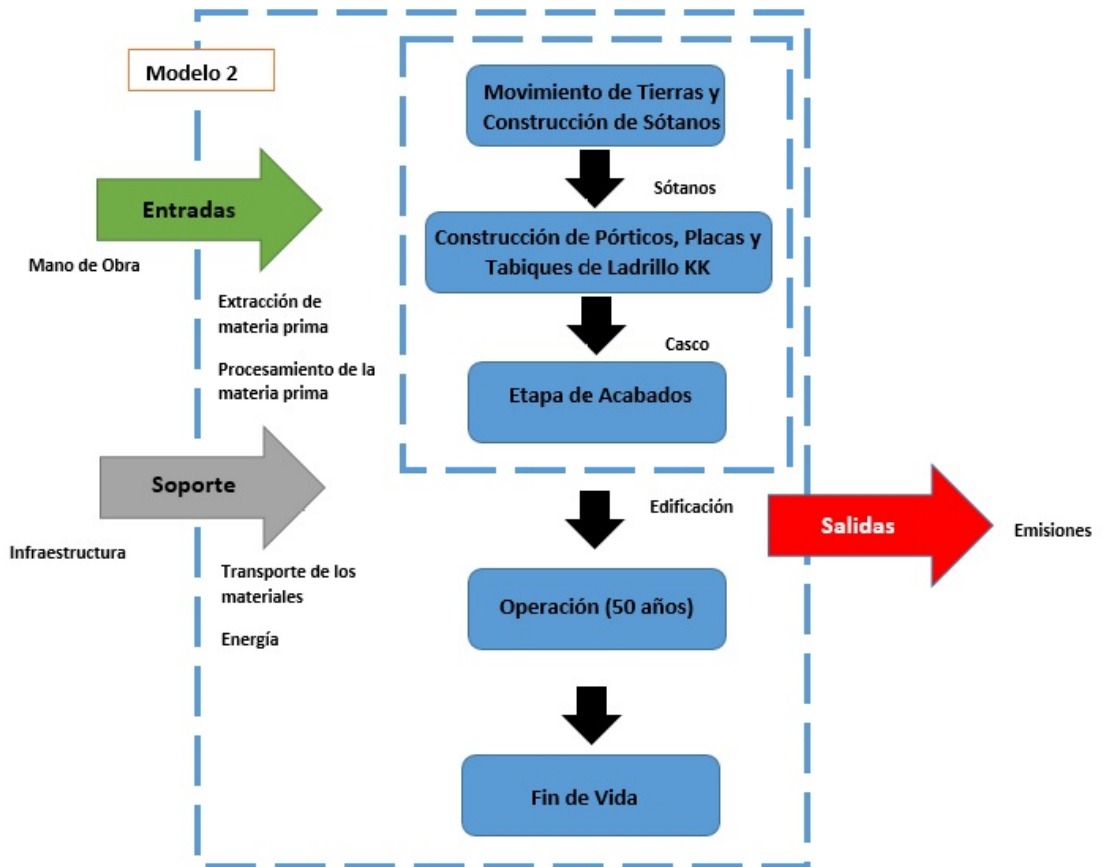 Modelo 2
Movimiento de Tierras y
Construcción de Sótanos
Sótanos
Entradas
Mano de Obra
Construcción de Pórticos, Placas y
Tabiques de Ladrillo KK
Extracción de
materia prima
Casco
Procesamiento de la
materia prima
Etapa de Acabados
Soporte
Infraestructura
Edificación
Salidas
Emisiones
Transporte de los
materiales
Operación (50 años)
Energía
Fin de Vida